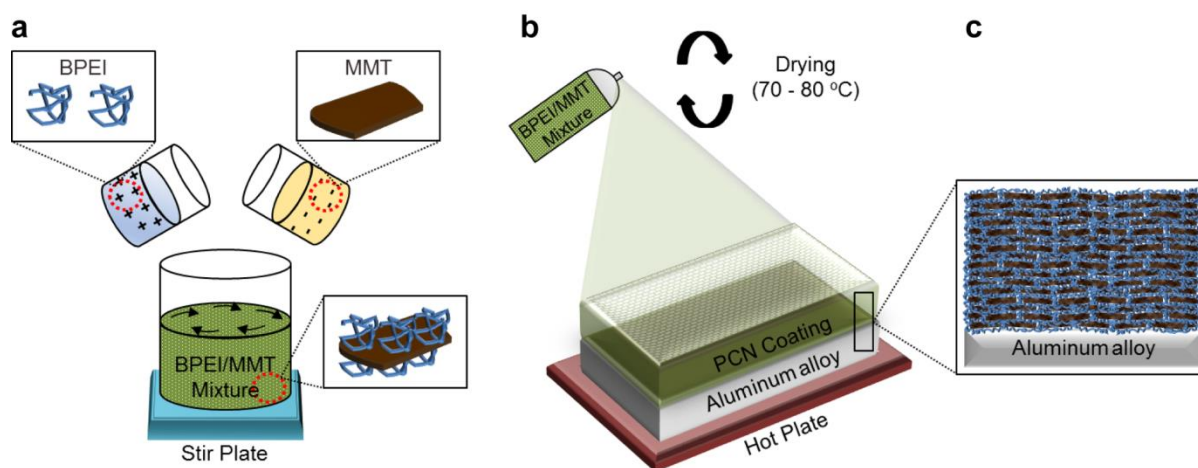 a
BPEI
MMT
BPEI/MMT
Mixture
Stir Plate
b
BPEI/MMT
Mixture
Drying
(70 - 80 ºC)
PCN Coating
Aluminum alloy
Hot Plate
c
Aluminum alloy